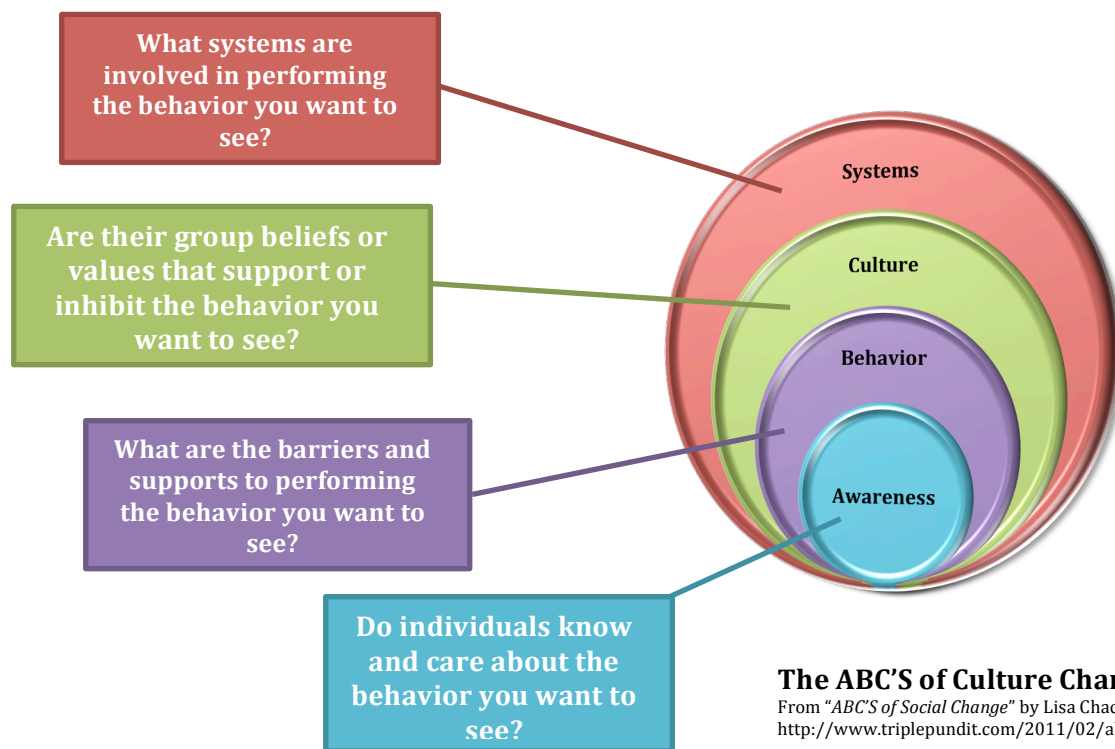 What systems are
involved in performing
the behavior you want to
see?
Systems
Are their group beliefs or
values that support or
inhibit the behavior you
want to see?
Culture
Behavior
What are the barriers and
supports to performing
the behavior you want to
see?
Awareness
Do individuals know
and care about the
behavior you want to
see?
The ABC'S of Culture Chan
From "ABC'S of Social Change" by Lisa Chac
http://www.triplepundit.com/2011/02/a